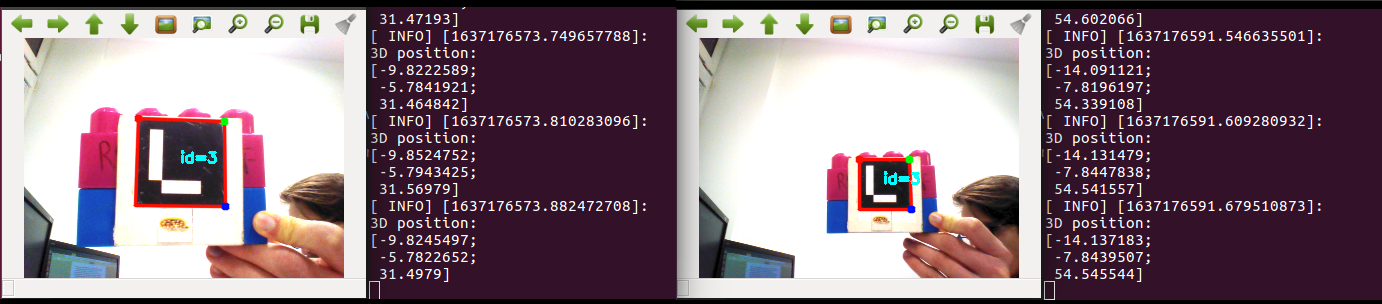 id=3
31.47193]
[ INFO] [1637176573.749657788]:
3D position:
[-9.8222589;
-5.7841921;
31.464842]
[ INFO] [1637176573.810283096]:
3D position:
[-9.8524752;
-5.7943425;
31.56979]
[ INFO] [1637176573.882472708]:
3D position:
[-9.8245497;
-5.7822652;
31.4979]
id=3
54.602066]
[ INFO] [1637176591.546635501]:
3D position:
[-14.091121;
-7.8196197;
54.339108]
[ INFO] [1637176591.609280932]:
3D position:
[-14.131479;
-7.8447838;
54.541557]
[ INFO] [1637176591.679510873]:
3D position:
[-14.137183;
-7.8439507;
54.545544]